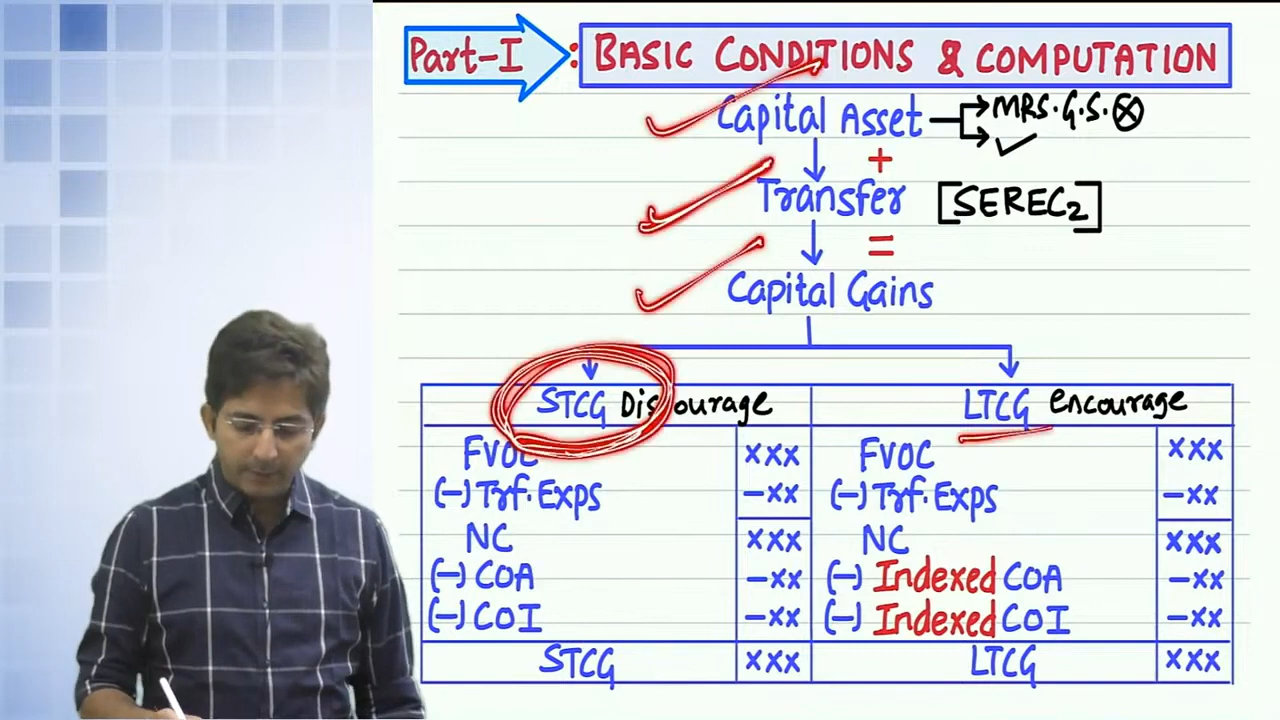 Part-I : BASIC CONDITIONS & COMPUTATION
Capital Asset MRS.G.S.
+
Transfer [SEREC2]
=
Capital Gains
STCG Discourage LTCG encourage
FVOC xxx FVOC xxx
(-) Trf. Exps -xx (-) Trf. Exps -xx
NC xxx NC xxx
(-) COA -xx (-) Indexed COA -xx
(-) COI -xx (-) Indexed COI -xx
STCG xxx LTCG xxx